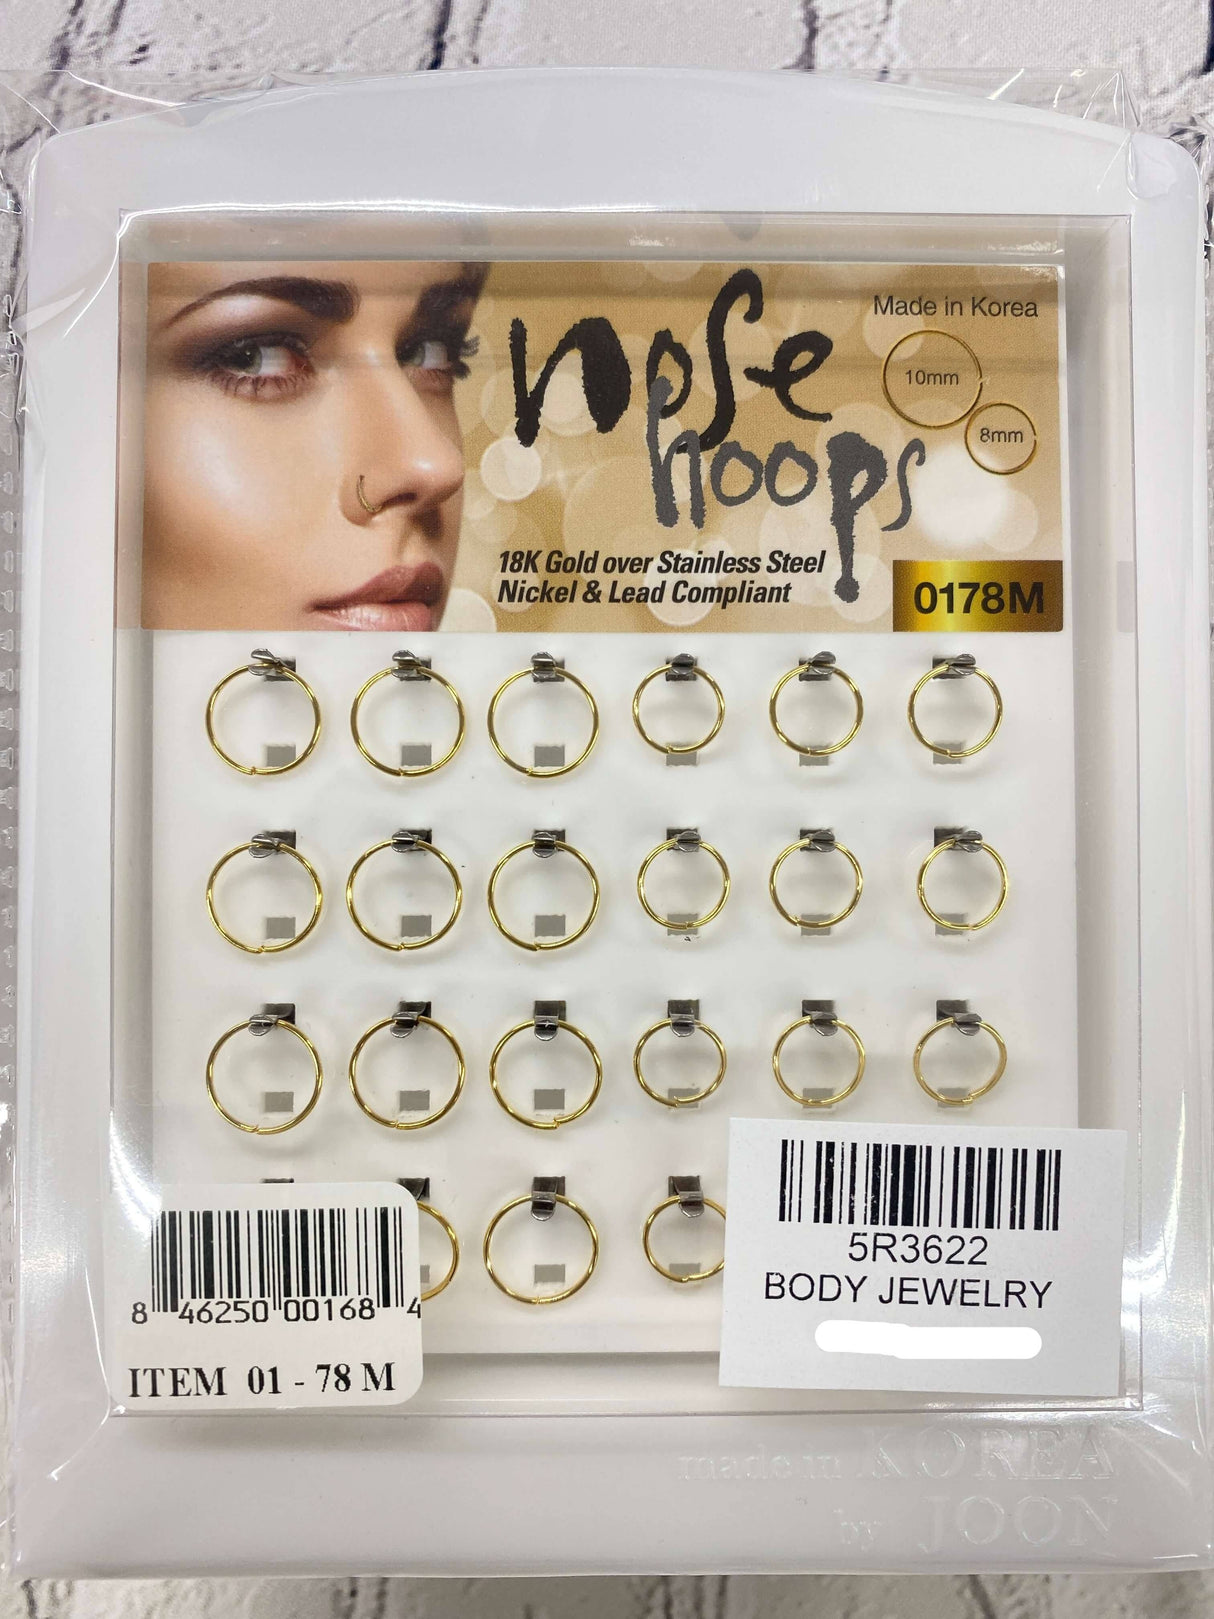 Made in Korea
nose
hoops
10mm
8mm
18K Gold over Stainless Steel
Nickel & Lead Compliant
0178M
8 46250 00168 4
ITEM 01 - 78 M
5R3622
BODY JEWELRY
made in KOREA
by JOON